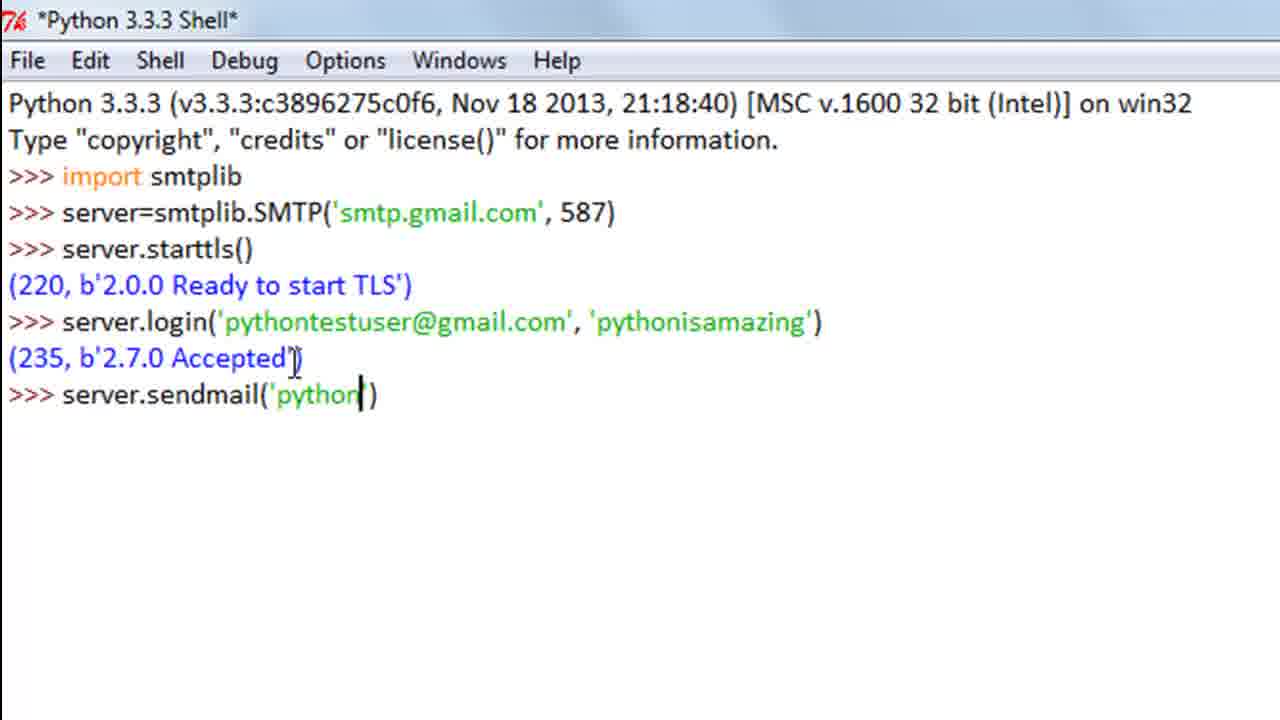 *Python 3.3.3 Shell*
File Edit Shell Debug Options Windows Help
Python 3.3.3 (v3.3.3:c3896275c0f6, Nov 18 2013, 21:18:40) [MSC v.1600 32 bit (Intel)] on win32
Type "copyright", "credits" or "license()" for more information.
>>> import smtplib
>>> server=smtplib.SMTP('smtp.gmail.com', 587)
>>> server.starttls()
(220, b'2.0.0 Ready to start TLS')
>>> server.login('pythontestuser@gmail.com', 'pythonisamazing')
(235, b'2.7.0 Accepted')
>>> server.sendmail('python')